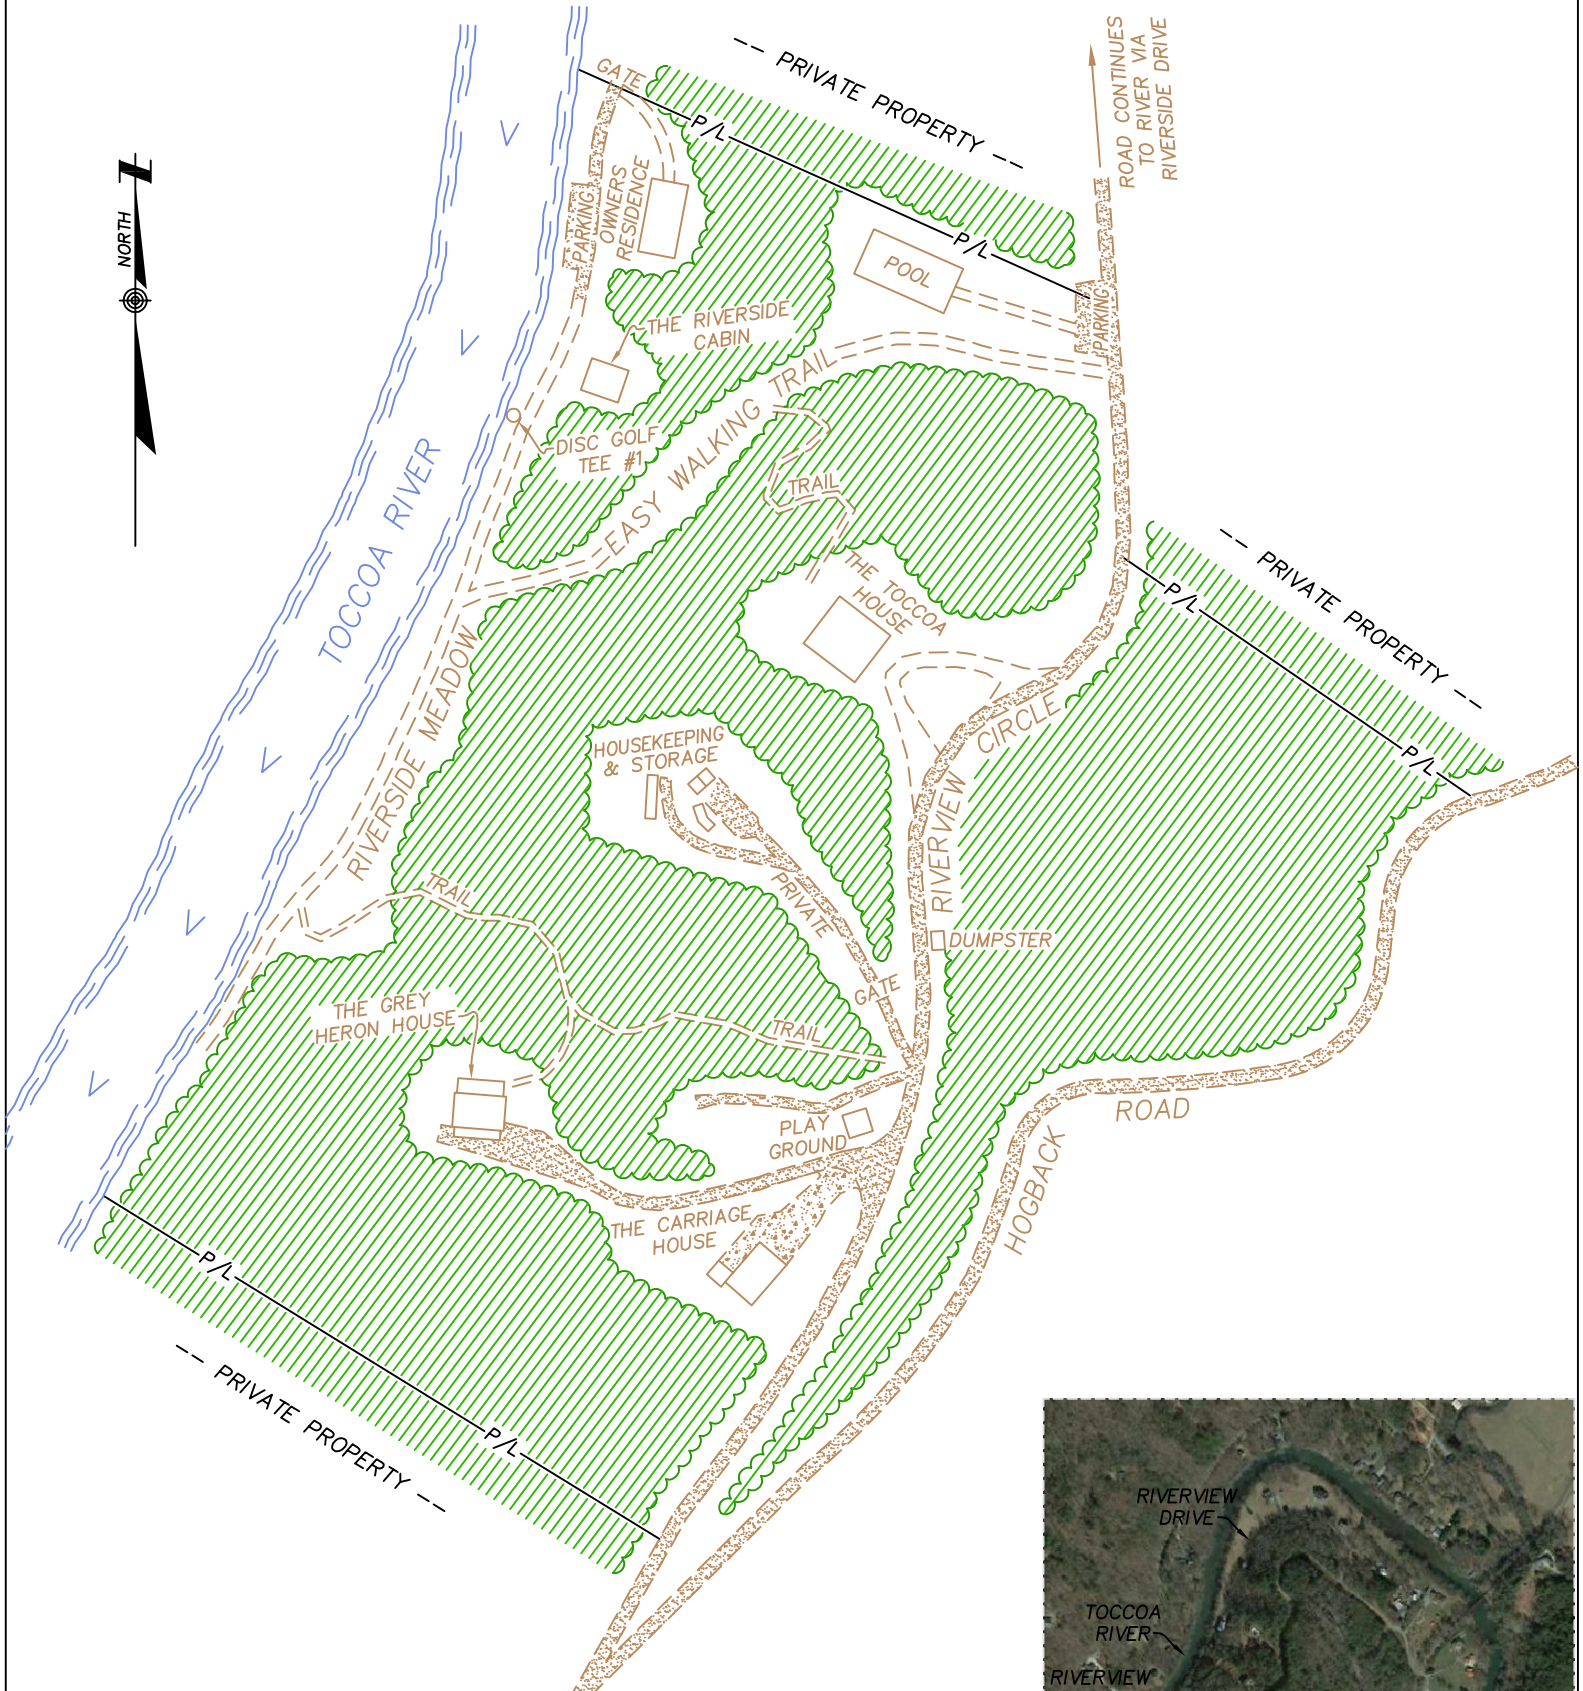 -- PRIVATE PROPERTY --
ROAD CONTINUES
TO RIVER VIA
RIVERSIDE DRIVE
GATE
P/L
N
NORTH
PARKING
OWNERS
RESIDENCE
P/L
POOL
PARKING
THE RIVERSIDE
CABIN
EASY WALKING TRAIL
DISC GOLF
TEE #1
TRAIL
TOCCOA RIVER
THE TOCCOA
HOUSE
-- PRIVATE PROPERTY --
P/L
P/L
RIVERSIDE MEADOW
HOUSEKEEPING
& STORAGE
RIVERVIEW CIRCLE
PRIVATE
TRAIL
DUMPSTER
GATE
THE GREY
HERON HOUSE
TRAIL
PLAY
GROUND
HOGBACK ROAD
THE CARRIAGE
HOUSE
P/L
P/L
-- PRIVATE PROPERTY --
RIVERVIEW
DRIVE
TOCCOA
RIVER
RIVERVIEW